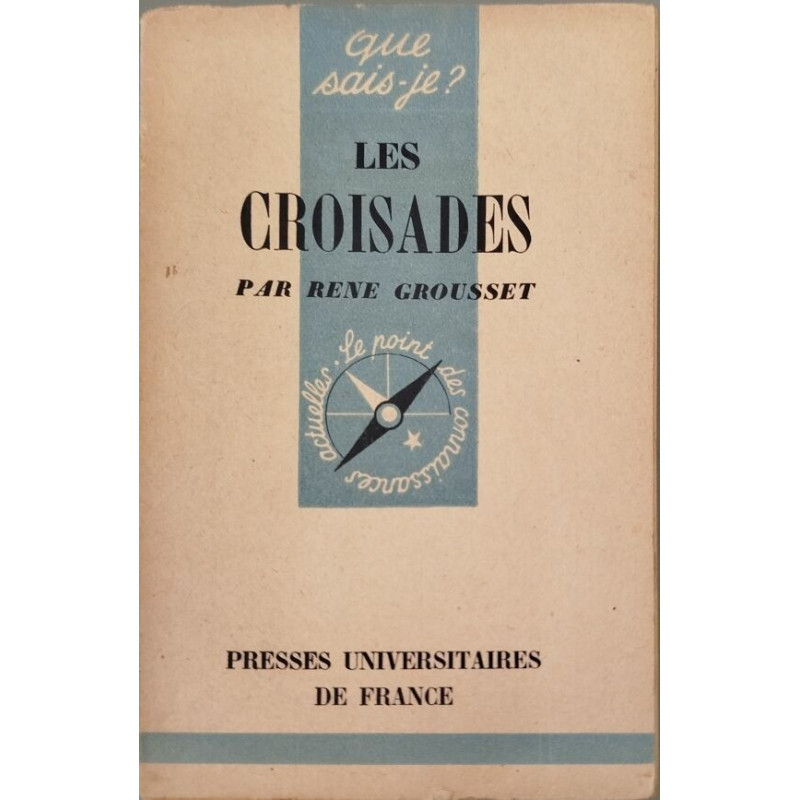 que
sais-je?
LES
CROISADES
PAR RENE GROUSSET
Le point des connaissances actuelles.
PRESSES UNIVERSITAIRES
DE FRANCE